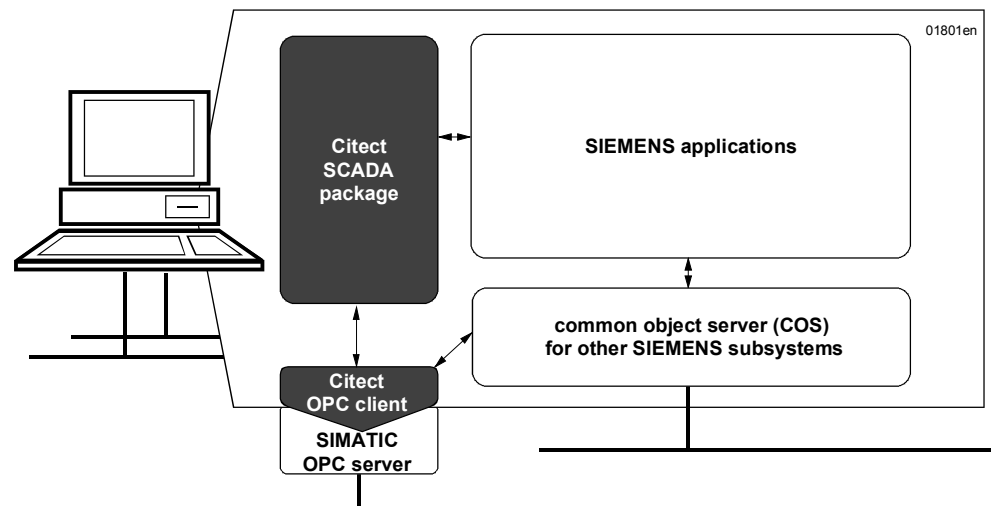 01801en
Citect
SCADA
package
SIEMENS applications
common object server (COS)
for other SIEMENS subsystems
Citect
OPC client
SIMATIC
OPC server